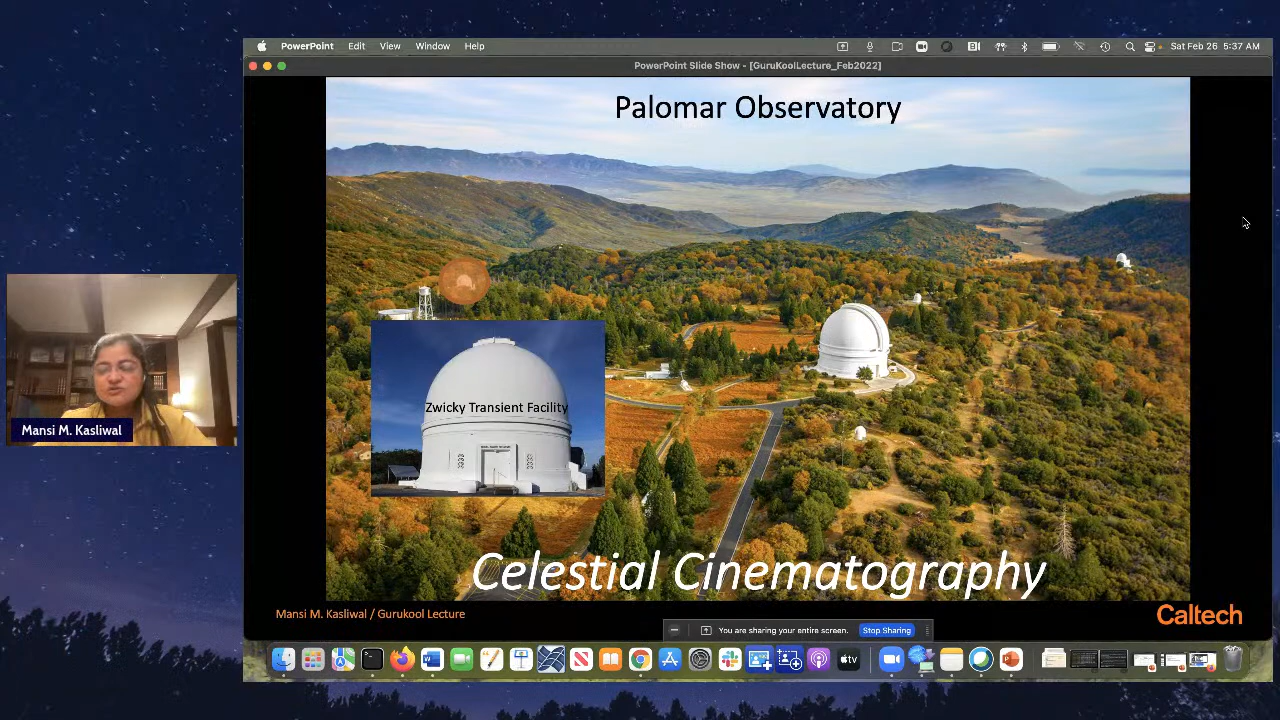 PowerPoint Edit View Window Help
Sat Feb 26 5:37 AM
PowerPoint Slide Show - [GuruKoolLecture_Feb2022]
Palomar Observatory
Zwicky Transient Facility
Mansi M. Kasliwal
Celestial Cinematography
Mansi M. Kasliwal / Gurukool Lecture
Caltech
You are sharing your entire screen. Stop Sharing
tv